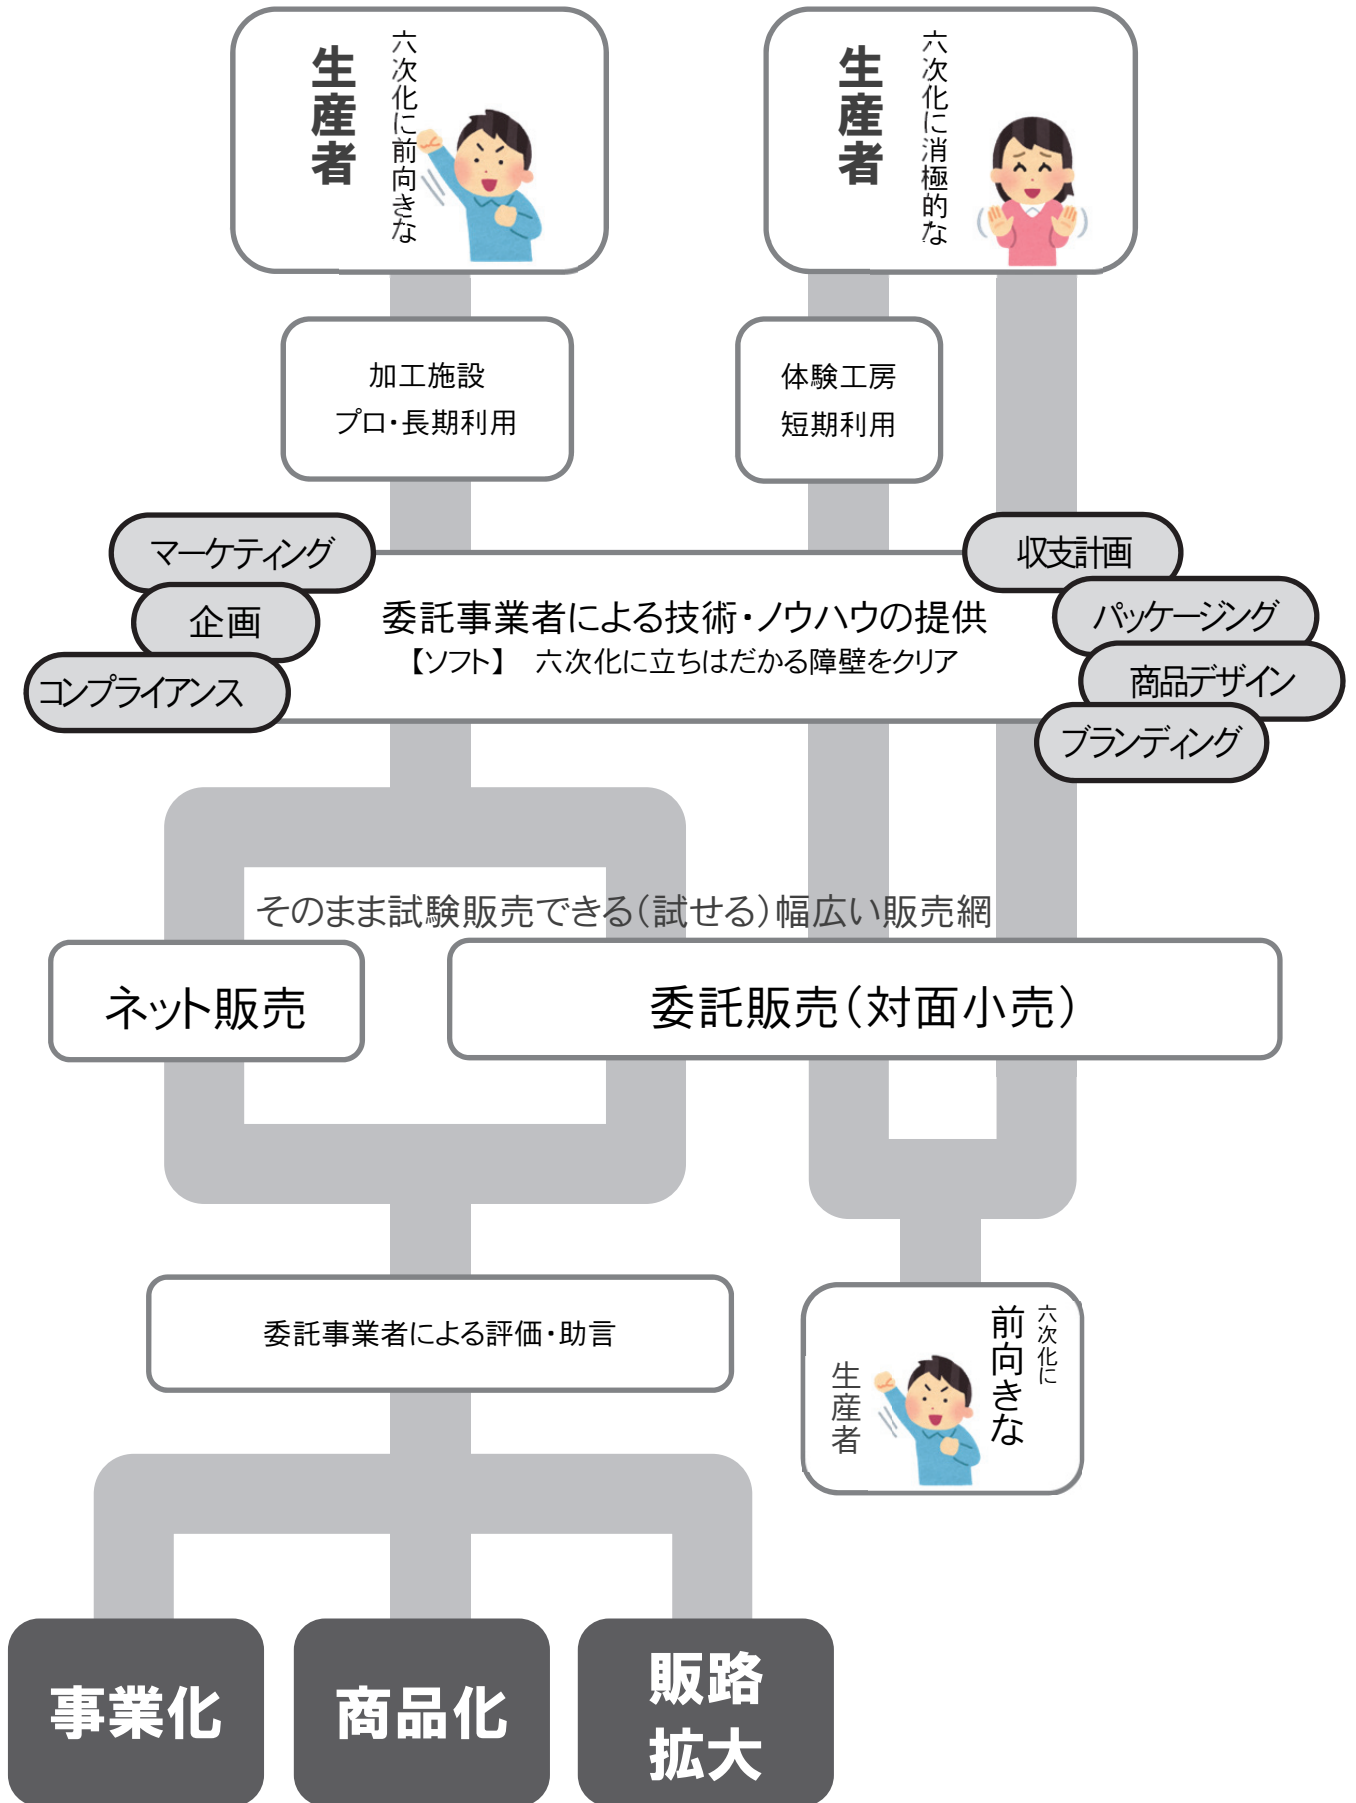 六次化に前向きな
生産者
六次化に消極的な
生産者
加工施設
プロ・長期利用
体験工房
短期利用
マーケティング
企画
コンプライアンス
委託事業者による技術・ノウハウの提供
【ソフト】　六次化に立ちはだかる障壁をクリア
収支計画
パッケージング
商品デザイン
ブランディング
そのまま試験販売できる（試せる）幅広い販売網
ネット販売
委託販売（対面小売）
委託事業者による評価・助言
六次化に
前向きな
生産者
事業化
商品化
販路
拡大